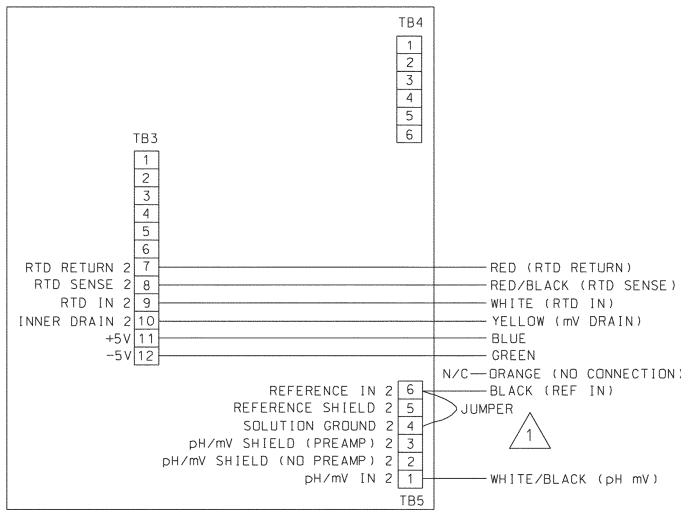 TB4
1
2
3
4
5
6
TB3
1
2
3
4
5
6
RTD RETURN 2 7 RED (RTD RETURN)
RTD SENSE 2 8 RED/BLACK (RTD SENSE)
RTD IN 2 9 WHITE (RTD IN)
INNER DRAIN 2 10 YELLOW (mV DRAIN)
+5V 11 BLUE
-5V 12 GREEN
N/C ORANGE (NO CONNECTION)
REFERENCE IN 2 6 BLACK (REF IN)
REFERENCE SHIELD 2 5 JUMPER
SOLUTION GROUND 2 4 1
pH/mV SHIELD (PREAMP) 2 3
pH/mV SHIELD (NO PREAMP) 2 2
pH/mV IN 2 1 WHITE/BLACK (pH mV)
TB5